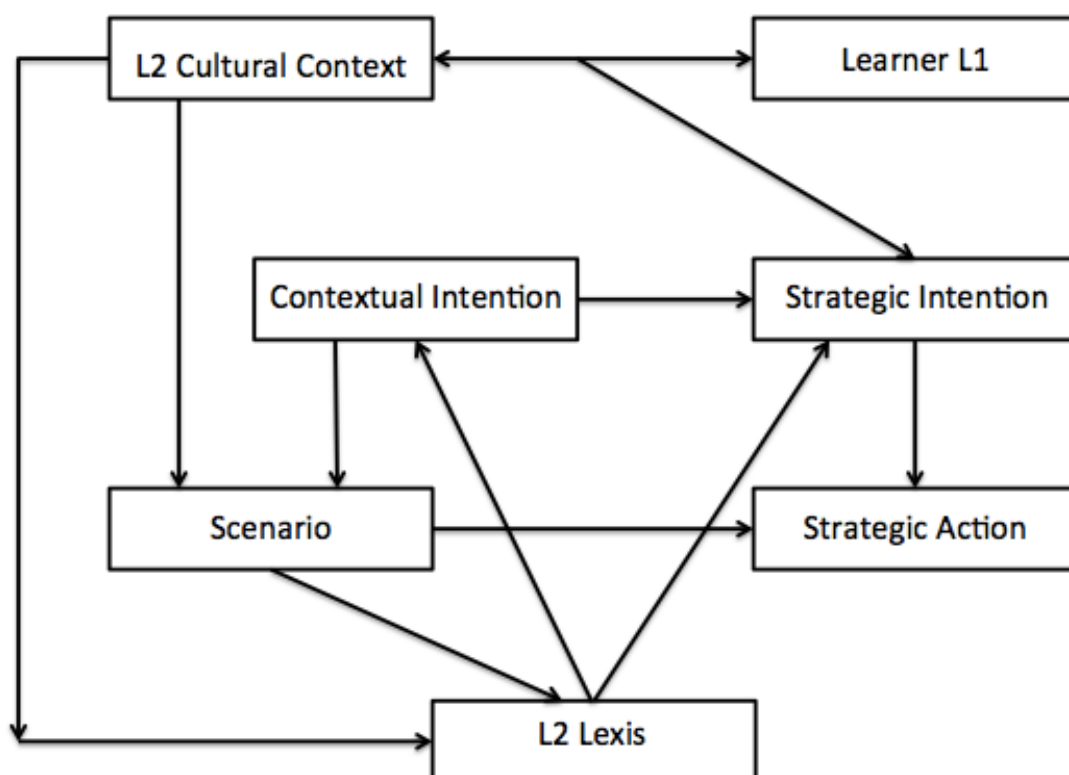 L2 Cultural Context
Learner L1
Contextual Intention
Strategic Intention
Scenario
Strategic Action
L2 Lexis